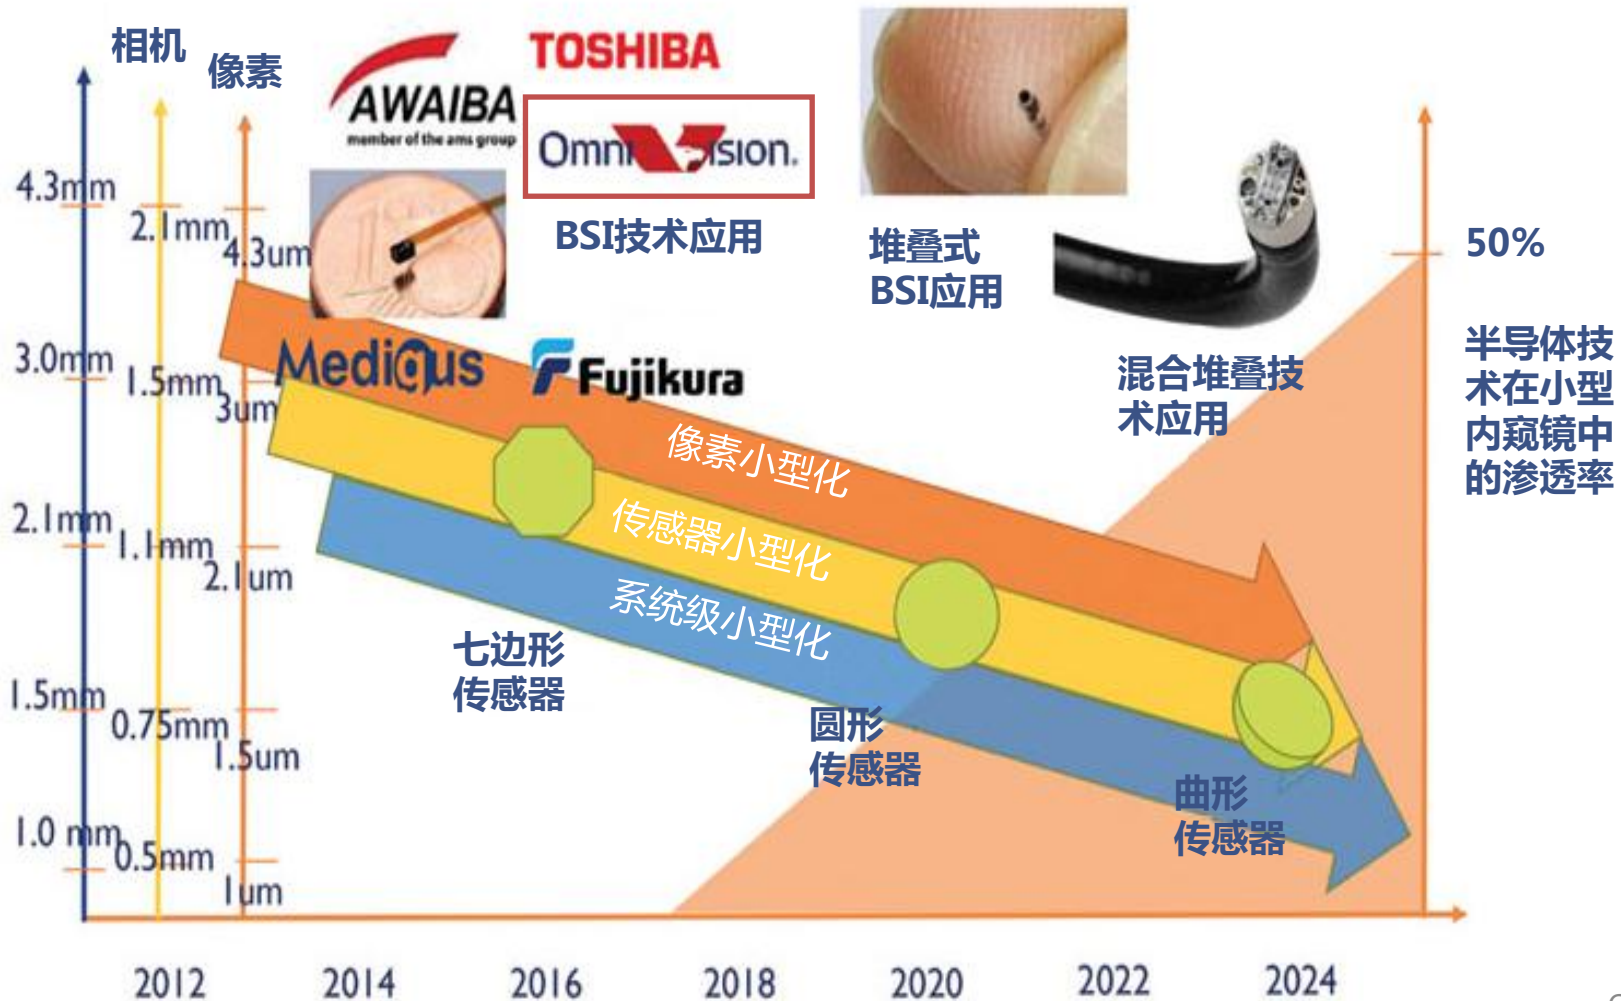 相机
像素
AWAIBA
member of the ams group
TOSHIBA
OmniVision.
BSI技术应用
堆叠式
BSI应用
混合堆叠技
术应用
50%
半导体技
术在小型
内窥镜中
的渗透率
4.3mm
2.1mm
4.3um
3.0mm
1.5mm
3um
2.1mm
1.1mm
2.1um
1.5mm
0.75mm
1.5um
1.0 mm
0.5mm
1um
Medigus
Fujikura
像素小型化
传感器小型化
系统级小型化
七边形
传感器
圆形
传感器
曲形
传感器
2012
2014
2016
2018
2020
2022
2024